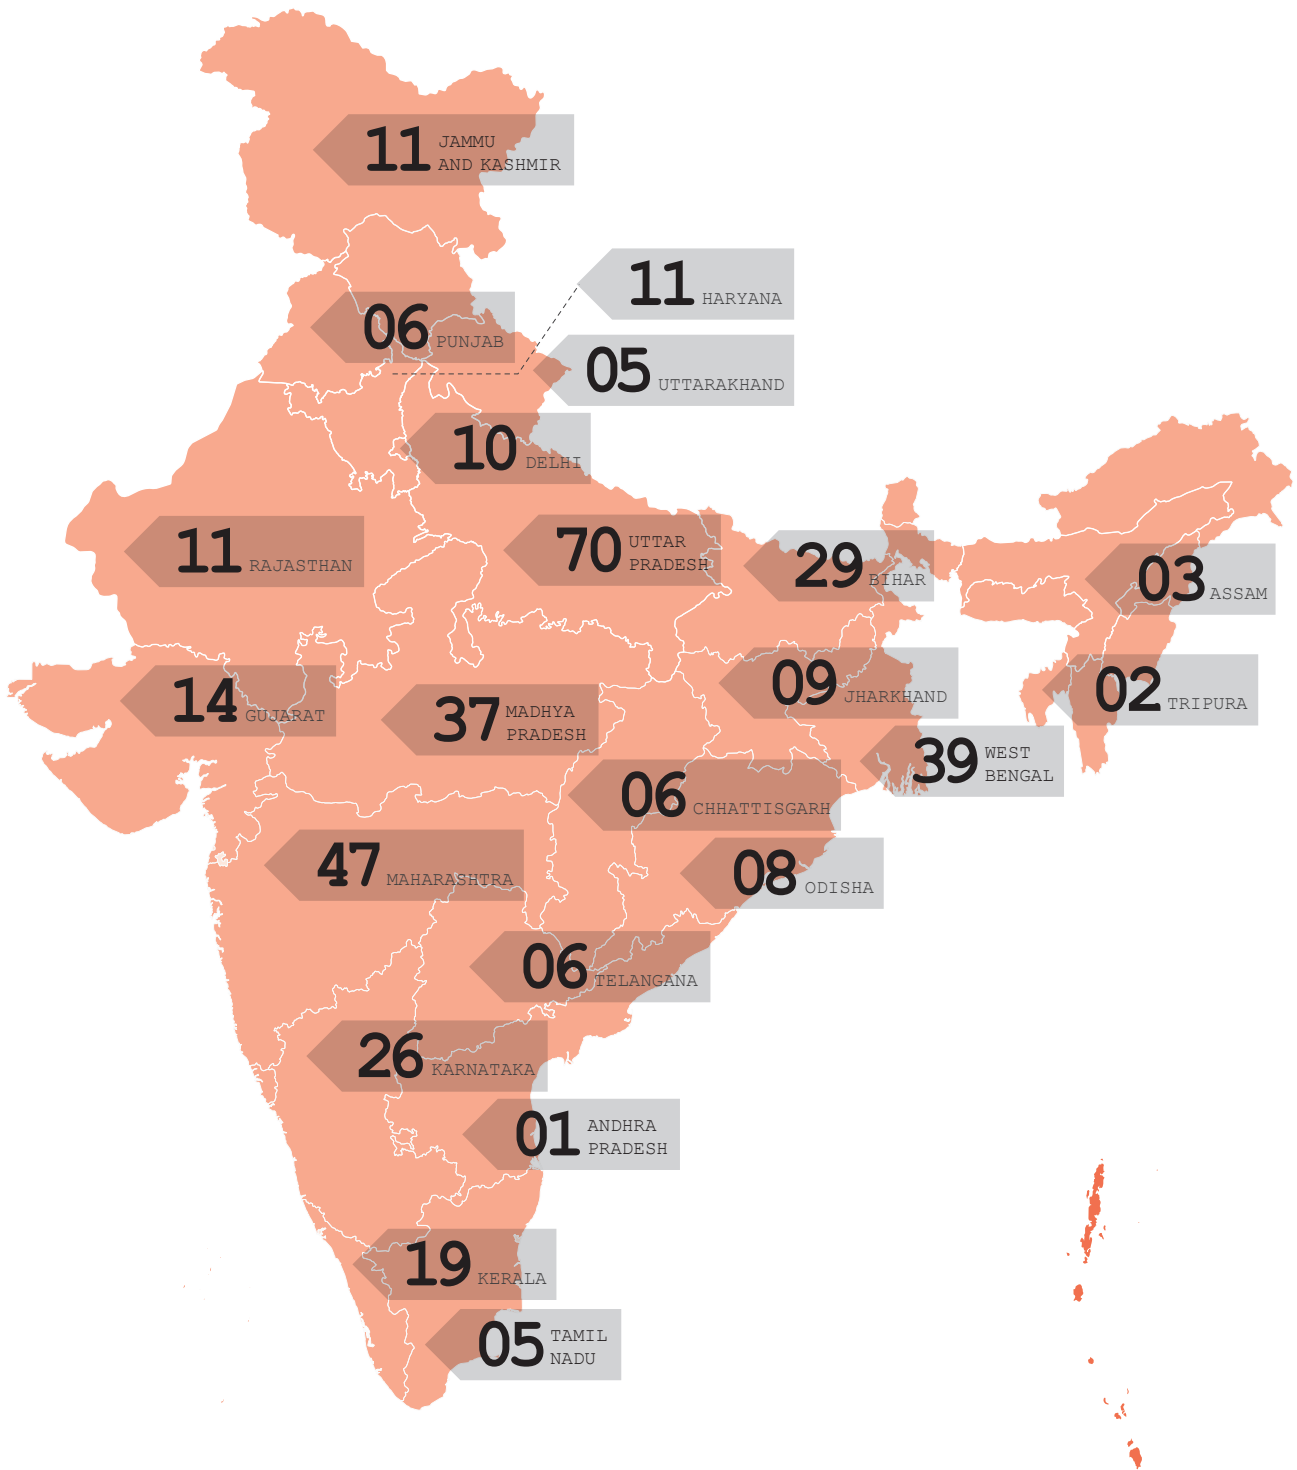 11 JAMMU
AND KASHMIR
11 HARYANA
06 PUNJAB
05 UTTARAKHAND
10 DELHI
11 RAJASTHAN
70 UTTAR
PRADESH
29 BIHAR
03 ASSAM
14 GUJARAT
37 MADHYA
PRADESH
09 JHARKHAND
02 TRIPURA
39 WEST
BENGAL
06 CHHATTISGARH
47 MAHARASHTRA
08 ODISHA
06 TELANGANA
26 KARNATAKA
01 ANDHRA
PRADESH
19 KERALA
05 TAMIL
NADU